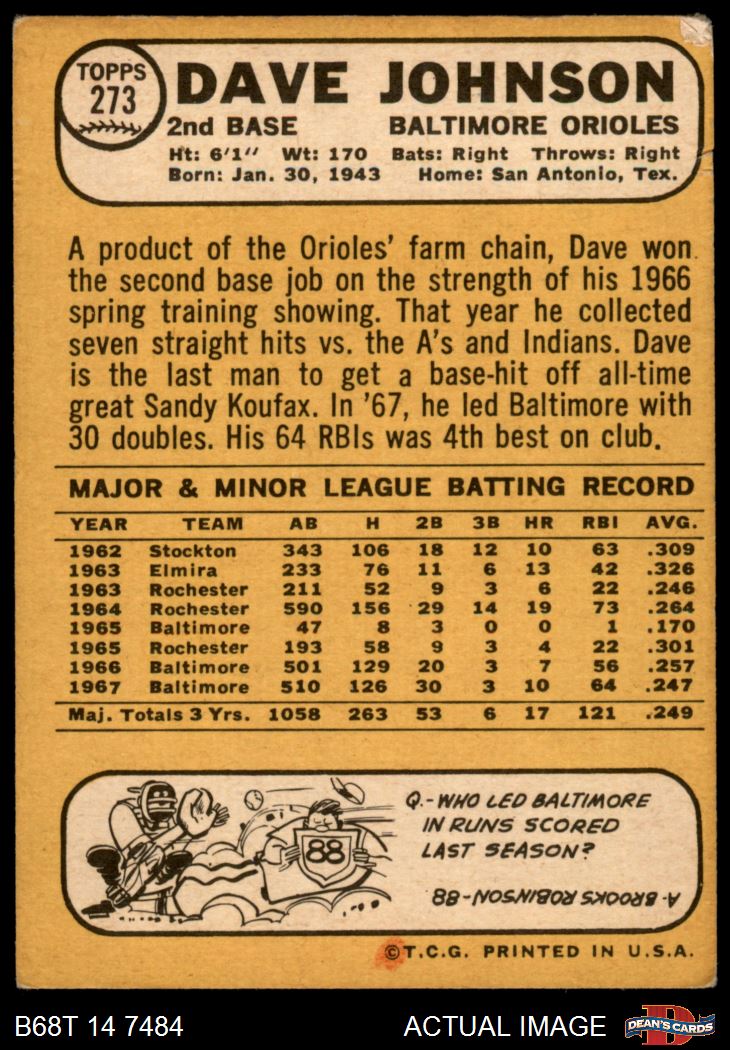 TOPPS
273
DAVE JOHNSON
2nd BASE BALTIMORE ORIOLES
Ht: 6'1" Wt: 170 Bats: Right Throws: Right
Born: Jan. 30, 1943 Home: San Antonio, Tex.
A product of the Orioles' farm chain, Dave won
the second base job on the strength of his 1966
spring training showing. That year he collected
seven straight hits vs. the A's and Indians. Dave
is the last man to get a base-hit off all-time
great Sandy Koufax. In '67, he led Baltimore with
30 doubles. His 64 RBIs was 4th best on club.
MAJOR & MINOR LEAGUE BATTING RECORD
YEAR TEAM AB H 2B 3B HR RBI AVG.
1962 Stockton 343 106 18 12 10 63 .309
1963 Elmira 233 76 11 6 13 42 .326
1963 Rochester 211 52 9 3 6 22 .246
1964 Rochester 590 156 29 14 19 73 .264
1965 Baltimore 47 8 3 0 0 1 .170
1965 Rochester 193 58 9 3 4 22 .301
1966 Baltimore 501 129 20 3 7 56 .257
1967 Baltimore 510 126 30 3 10 64 .247
Maj. Totals 3 Yrs. 1058 263 53 6 17 121 .249
88
Q.-WHO LED BALTIMORE
IN RUNS SCORED
LAST SEASON?
A-BROOKS ROBINSON-88
©T.C.G. PRINTED IN U.S.A.
B68T 14 7484 ACTUAL IMAGE
D
DEAN'S CARDS